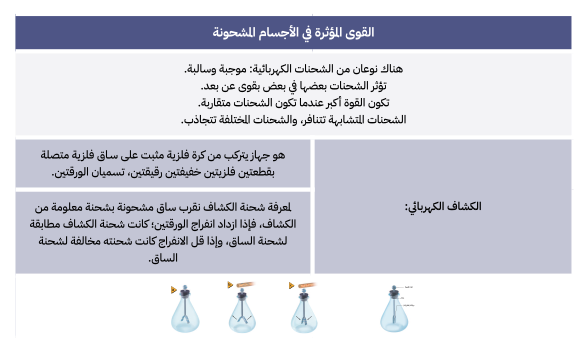 القوى المؤثرة في الأجسام المشحونة
هناك نوعان من الشحنات الكهربائية: موجبة وسالبة.
تؤثر الشحنات بعضها في بعض بقوى عن بعد.
تكون القوة أكبر عندما تكون الشحنات متقاربة.
الشحنات المتشابهة تتنافر، والشحنات المختلفة تتجاذب.
الكشاف الكهربائي:
هو جهاز يتركب من كرة فلزية مثبت على ساق فلزية متصلة
بقطعتين فلزيتين خفيفتين رقيقتين، تسميان الورقتين.
لمعرفة شحنة الكشاف نقرب ساق مشحونة بشحنة معلومة من
الكشاف، فإذا ازداد انفراج الورقتين؛ كانت شحنة الكشاف مطابقة
لشحنة الساق، وإذا قل الانفراج كانت شحنته مخالفة لشحنة
الساق.